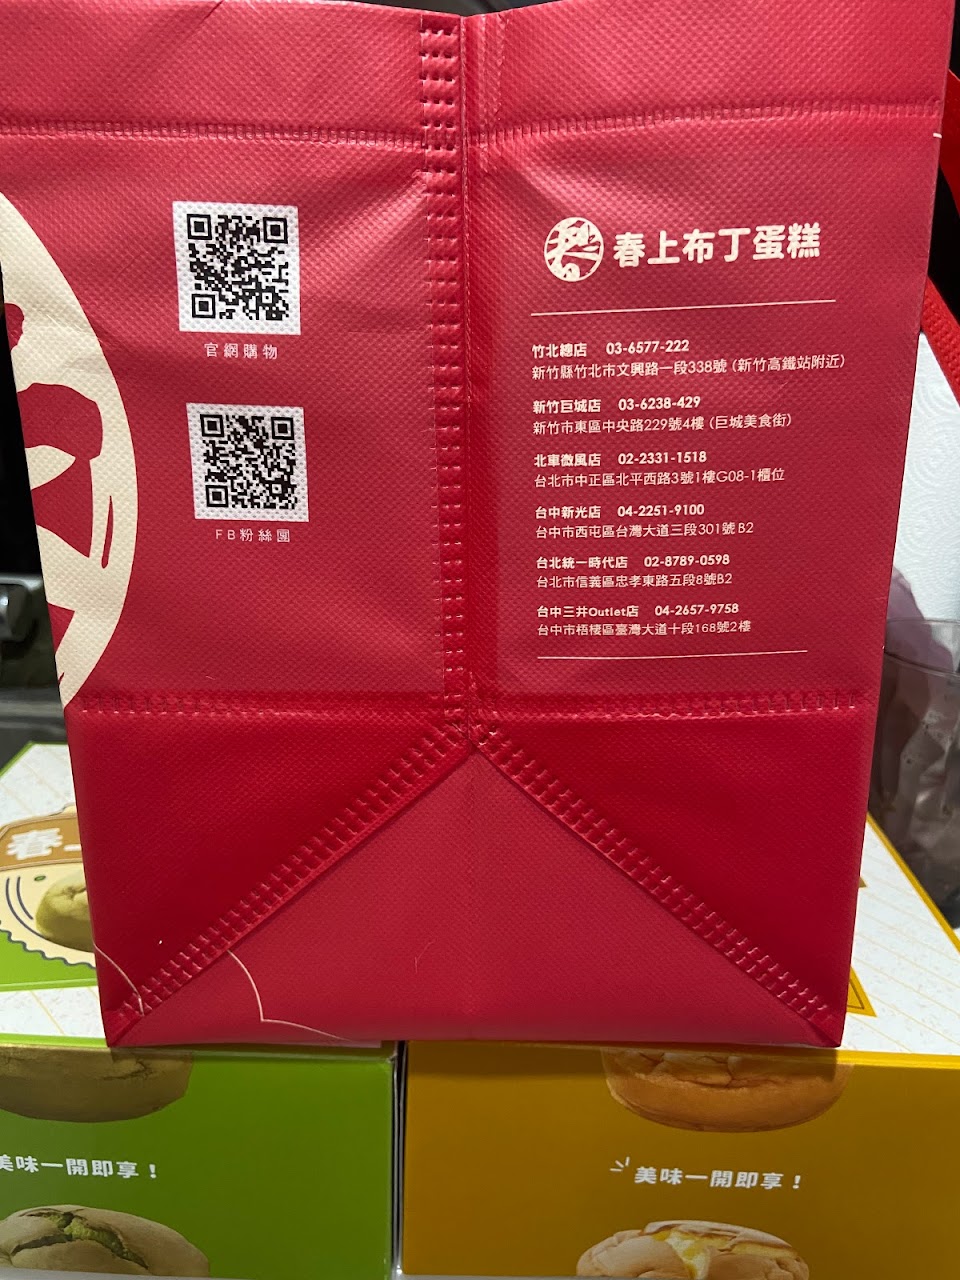 官網購物
FB粉絲團
春上布丁蛋糕
竹北總店 03-6577-222
新竹縣竹北市文興路一段338號 (新竹高鐵站附近)
新竹巨城店 03-6238-429
新竹市東區中央路229號4樓 (巨城美食街)
北車微風店 02-2331-1518
台北市中正區北平西路3號1樓G08-1櫃位
台中新光店 04-2251-9100
台中市西屯區台灣大道三段301號B2
台北統一時代店 02-8789-0598
台北市信義區忠孝東路五段8號B2
台中三井Outlet店 04-2657-9758
台中市梧棲區臺灣大道十段168號2樓
春
美味一開即享！
美味一開即享！